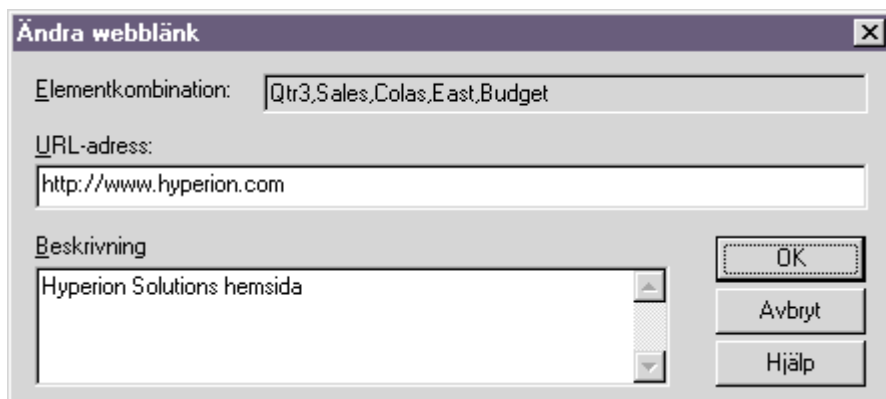 Ändra webblänk
Elementkombination: Qtr3,Sales,Colas,East,Budget
URL-adress:
http://www.hyperion.com
Beskrivning
Hyperion Solutions hemsida
OK
Avbryt
Hjälp